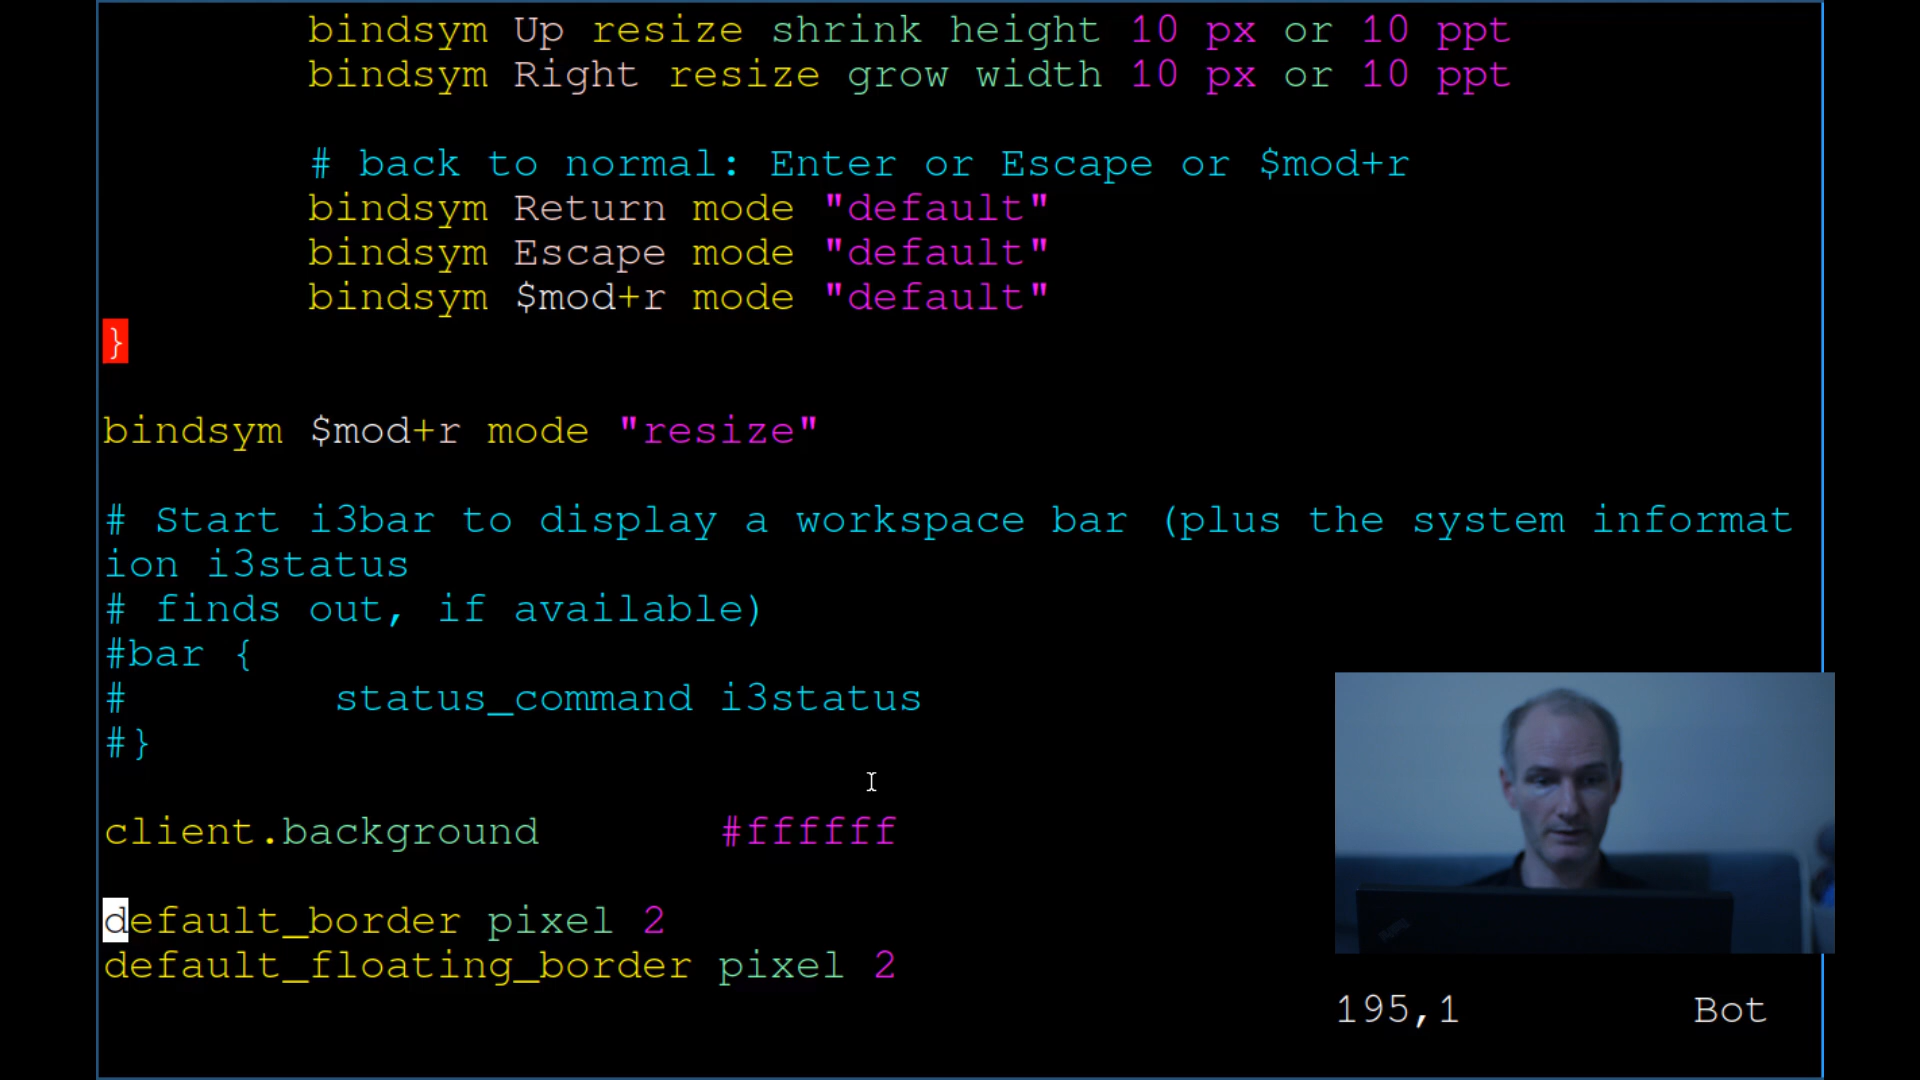 bindsym Up resize shrink height 10 px or 10 ppt
bindsym Right resize grow width 10 px or 10 ppt
# back to normal: Enter or Escape or $mod+r
bindsym Return mode "default"
bindsym Escape mode "default"
bindsym $mod+r mode "default"
}
bindsym $mod+r mode "resize"
# Start i3bar to display a workspace bar (plus the system informat
ion i3status
# finds out, if available)
#bar {
#        status_command i3status
#}
client.background       #ffffff
default_border pixel 2
default_floating_border pixel 2
195,1 Bot